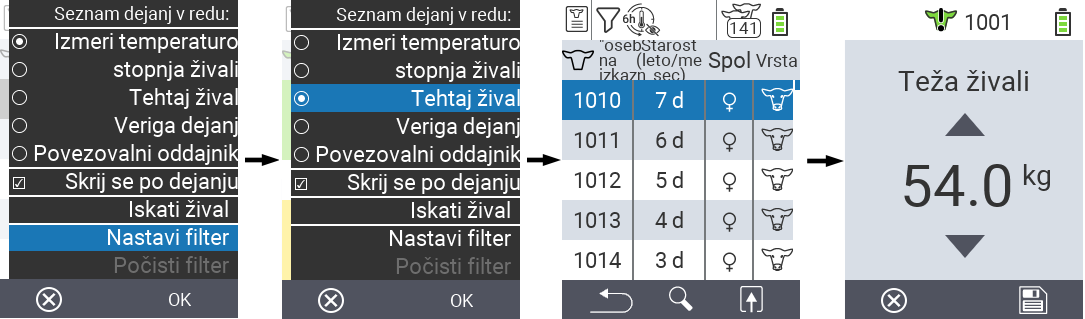 Seznam dejanj v redu:
Izmeri temperaturo
stopnja živali
Tehtaj žival
Veriga dejanj
Povezovalni oddajnik
Skrij se po dejanju
Iskati žival
Nastavi filter
Počisti filter
OK
Seznam dejanj v redu:
Izmeri temperaturo
stopnja živali
Tehtaj žival
Veriga dejanj
Povezovalni oddajnik
Skrij se po dejanju
Iskati žival
Nastavi filter
Počisti filter
OK
6h 141
"oseb Starost
na (leto/me Spol Vrsta
izkazn sec)
1010 7 d
1011 6 d
1012 5 d
1013 4 d
1014 3 d
1001
Teža živali
54.0 kg